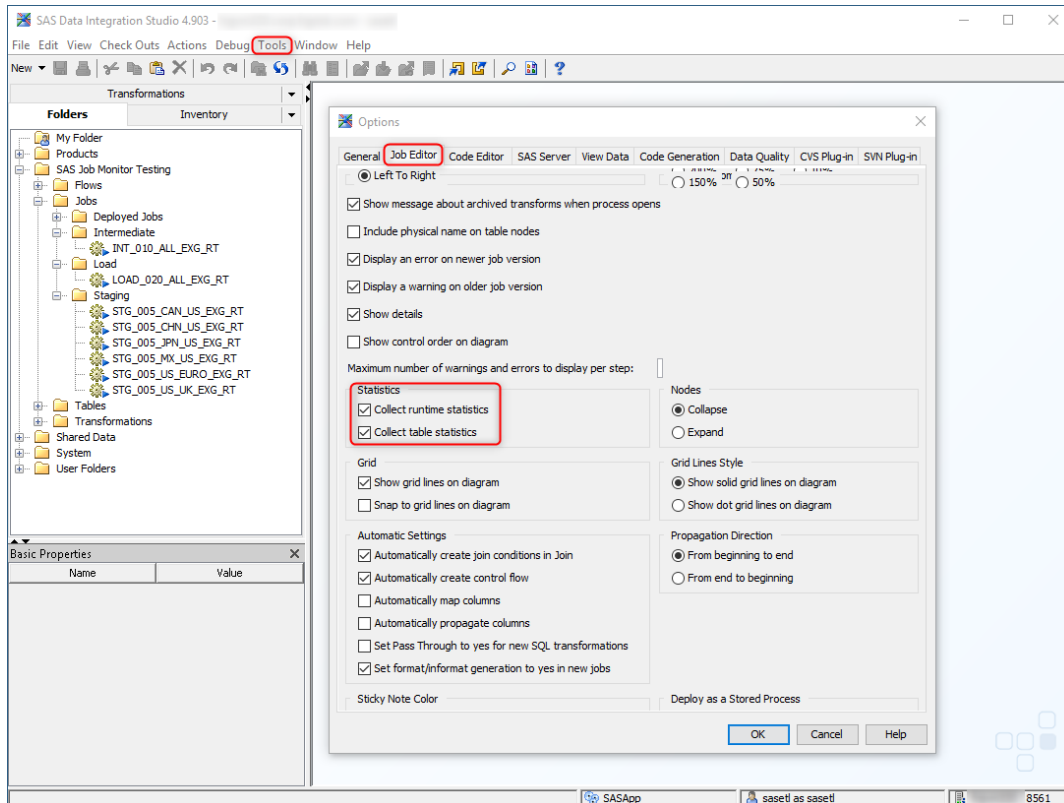 SAS Data Integration Studio 4.903 -
File Edit View Check Outs Actions Debug Tools Window Help
New
Transformations
Folders Inventory
My Folder
Products
SAS Job Monitor Testing
Flows
Jobs
Deployed Jobs
Intermediate
INT_010_ALL_EXG_RT
Load
LOAD_020_ALL_EXG_RT
Staging
STG_005_CAN_US_EXG_RT
STG_005_CHN_US_EXG_RT
STG_005_JPN_US_EXG_RT
STG_005_MX_US_EXG_RT
STG_005_US_EURO_EXG_RT
STG_005_US_UK_EXG_RT
Tables
Transformations
Shared Data
System
User Folders
Basic Properties
Name Value
Options
General Job Editor Code Editor SAS Server View Data Code Generation Data Quality CVS Plug-in SVN Plug-in
Left To Right
150% 50%
Show message about archived transforms when process opens
Include physical name on table nodes
Display an error on newer job version
Display a warning on older job version
Show details
Show control order on diagram
Maximum number of warnings and errors to display per step:
Statistics
Collect runtime statistics
Collect table statistics
Nodes
Collapse
Expand
Grid
Show grid lines on diagram
Snap to grid lines on diagram
Grid Lines Style
Show solid grid lines on diagram
Show dot grid lines on diagram
Automatic Settings
Automatically create join conditions in Join
Automatically create control flow
Automatically map columns
Automatically propagate columns
Set Pass Through to yes for new SQL transformations
Set format/informat generation to yes in new jobs
Propagation Direction
From beginning to end
From end to beginning
Sticky Note Color
Deploy as a Stored Process
OK Cancel Help
SASApp sasetl as sasetl 8561